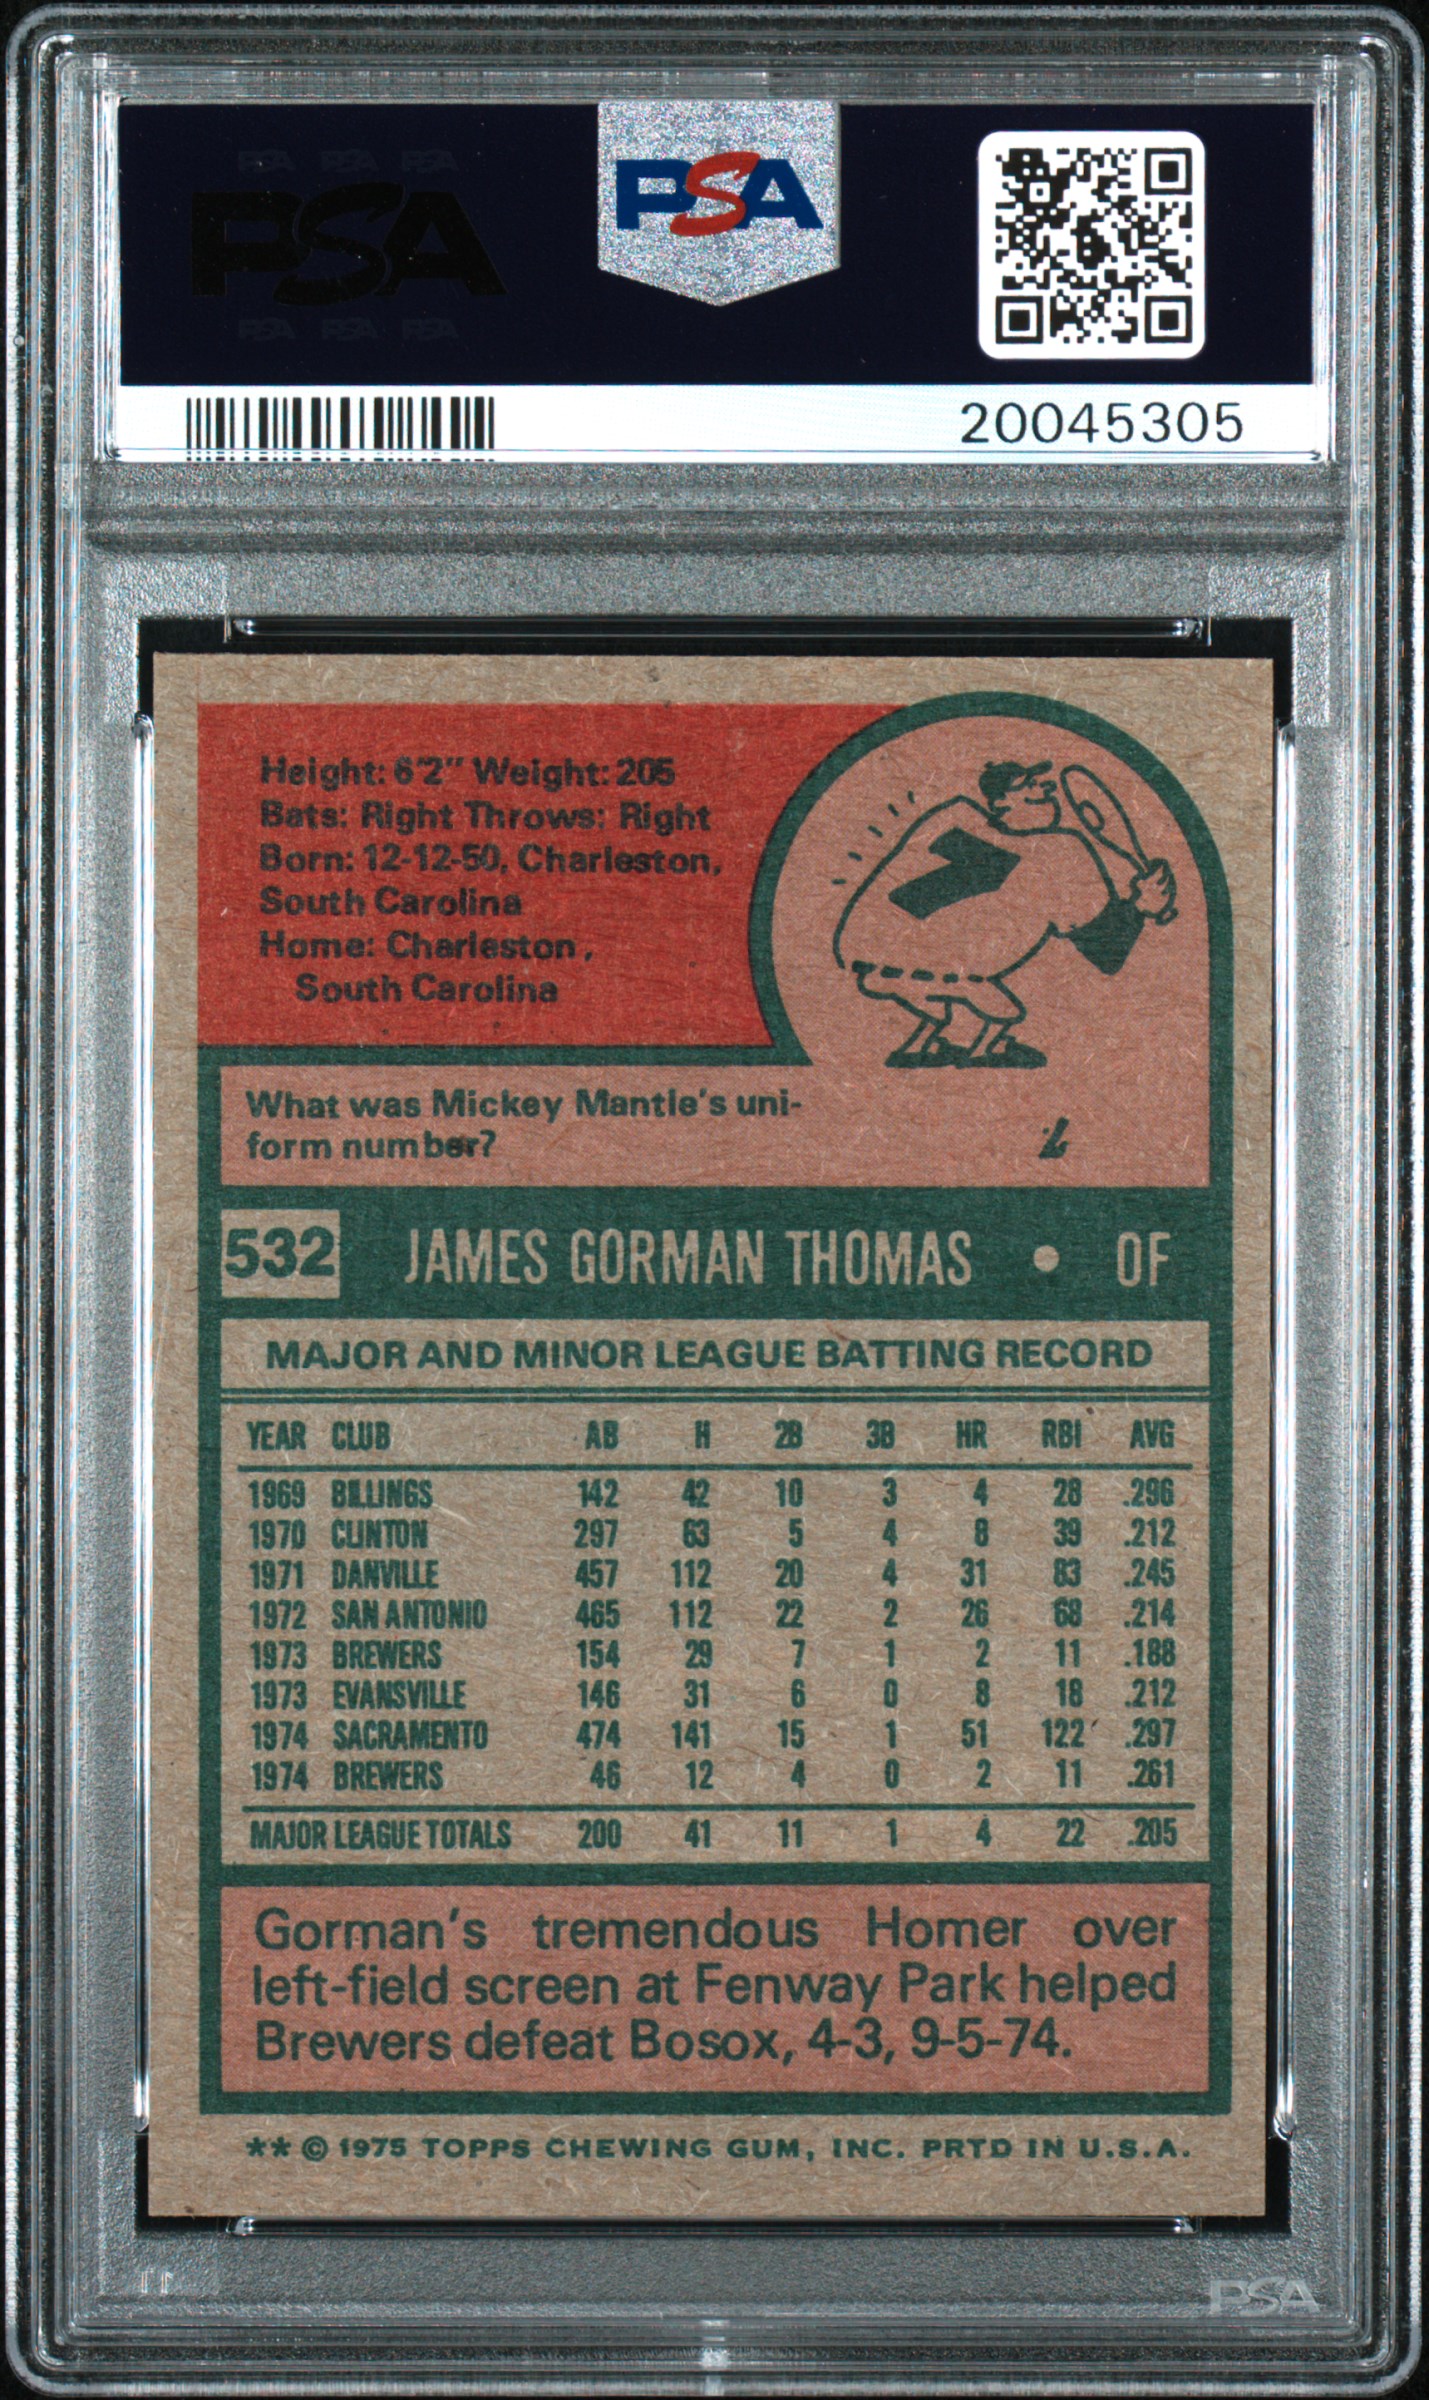 PSA PSA PSA
PSA
PSA PSA PSA
PSA
20045305
Height: 6'2" Weight: 205
Bats: Right Throws: Right
Born: 12-12-50, Charleston,
South Carolina
Home: Charleston,
South Carolina
What was Mickey Mantle's uni-
form number?
7.
532 JAMES GORMAN THOMAS • OF
MAJOR AND MINOR LEAGUE BATTING RECORD
YEAR CLUB AB H 2B 3B HR RBI AVG
1969 BILLINGS 142 42 10 3 4 28 .296
1970 CLINTON 297 63 5 4 8 39 .212
1971 DANVILLE 457 112 20 4 31 83 .245
1972 SAN ANTONIO 465 112 22 2 26 68 .214
1973 BREWERS 154 29 7 1 2 11 .188
1973 EVANSVILLE 146 31 6 0 8 18 .212
1974 SACRAMENTO 474 141 15 1 51 122 .297
1974 BREWERS 46 12 4 0 2 11 .261
MAJOR LEAGUE TOTALS 200 41 11 1 4 22 .205
Gorman's tremendous Homer over
left-field screen at Fenway Park helped
Brewers defeat Bosox, 4-3, 9-5-74.
** © 1975 TOPPS CHEWING GUM, INC. PRTD IN U.S.A.
PSA